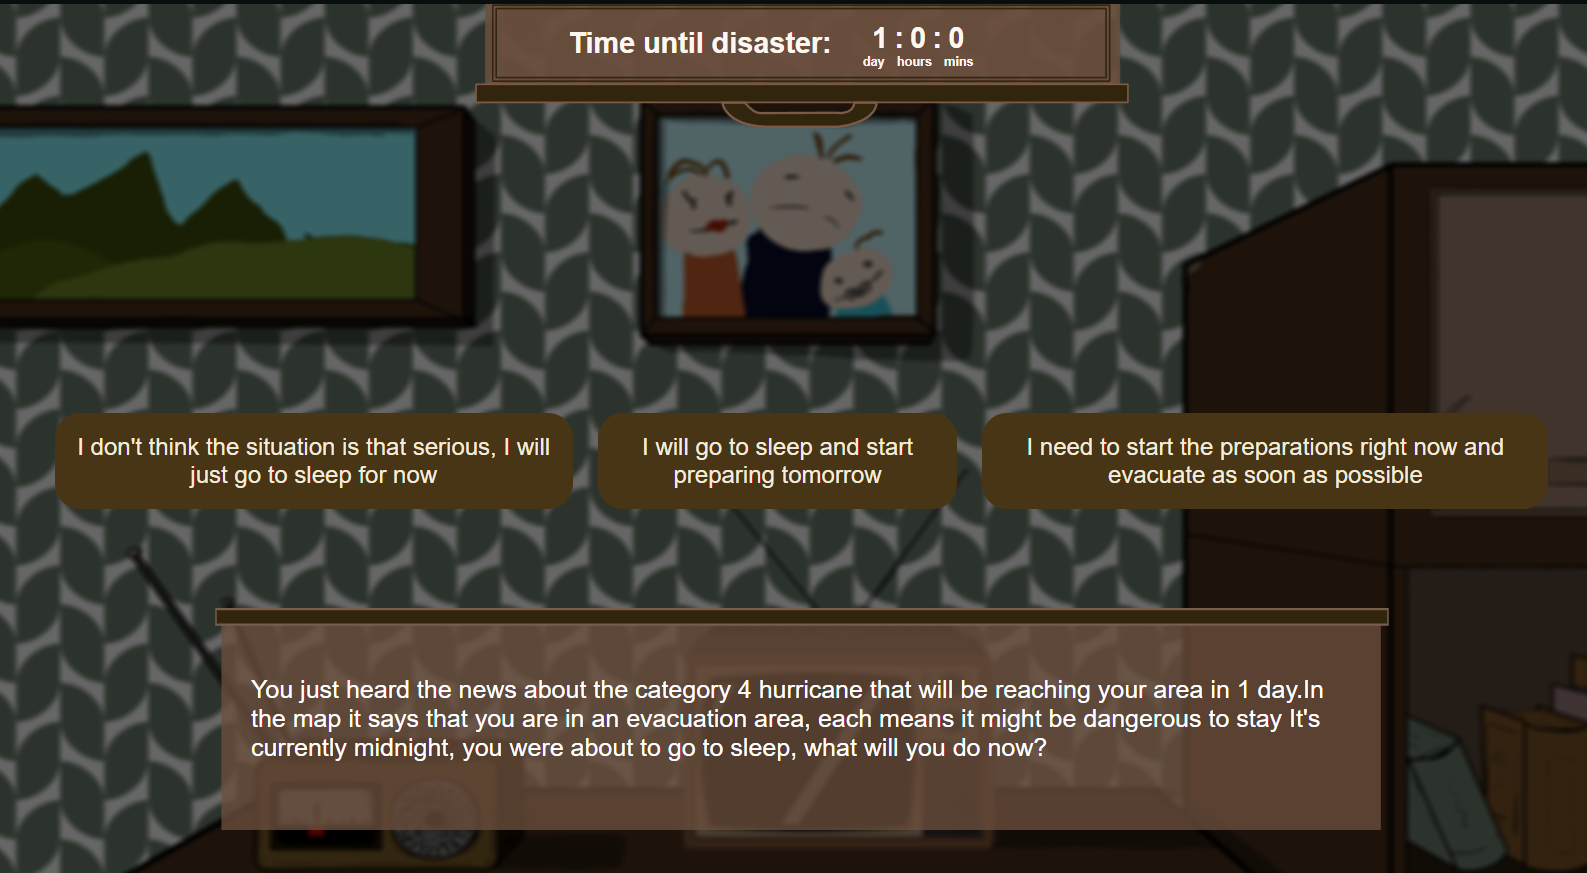 Time until disaster:
1 : 0 : 0
day hours mins
I don't think the situation is that serious, I will
just go to sleep for now
I will go to sleep and start
preparing tomorrow
I need to start the preparations right now and
evacuate as soon as possible
You just heard the news about the category 4 hurricane that will be reaching your area in 1 day.In
the map it says that you are in an evacuation area, each means it might be dangerous to stay It's
currently midnight, you were about to go to sleep, what will you do now?